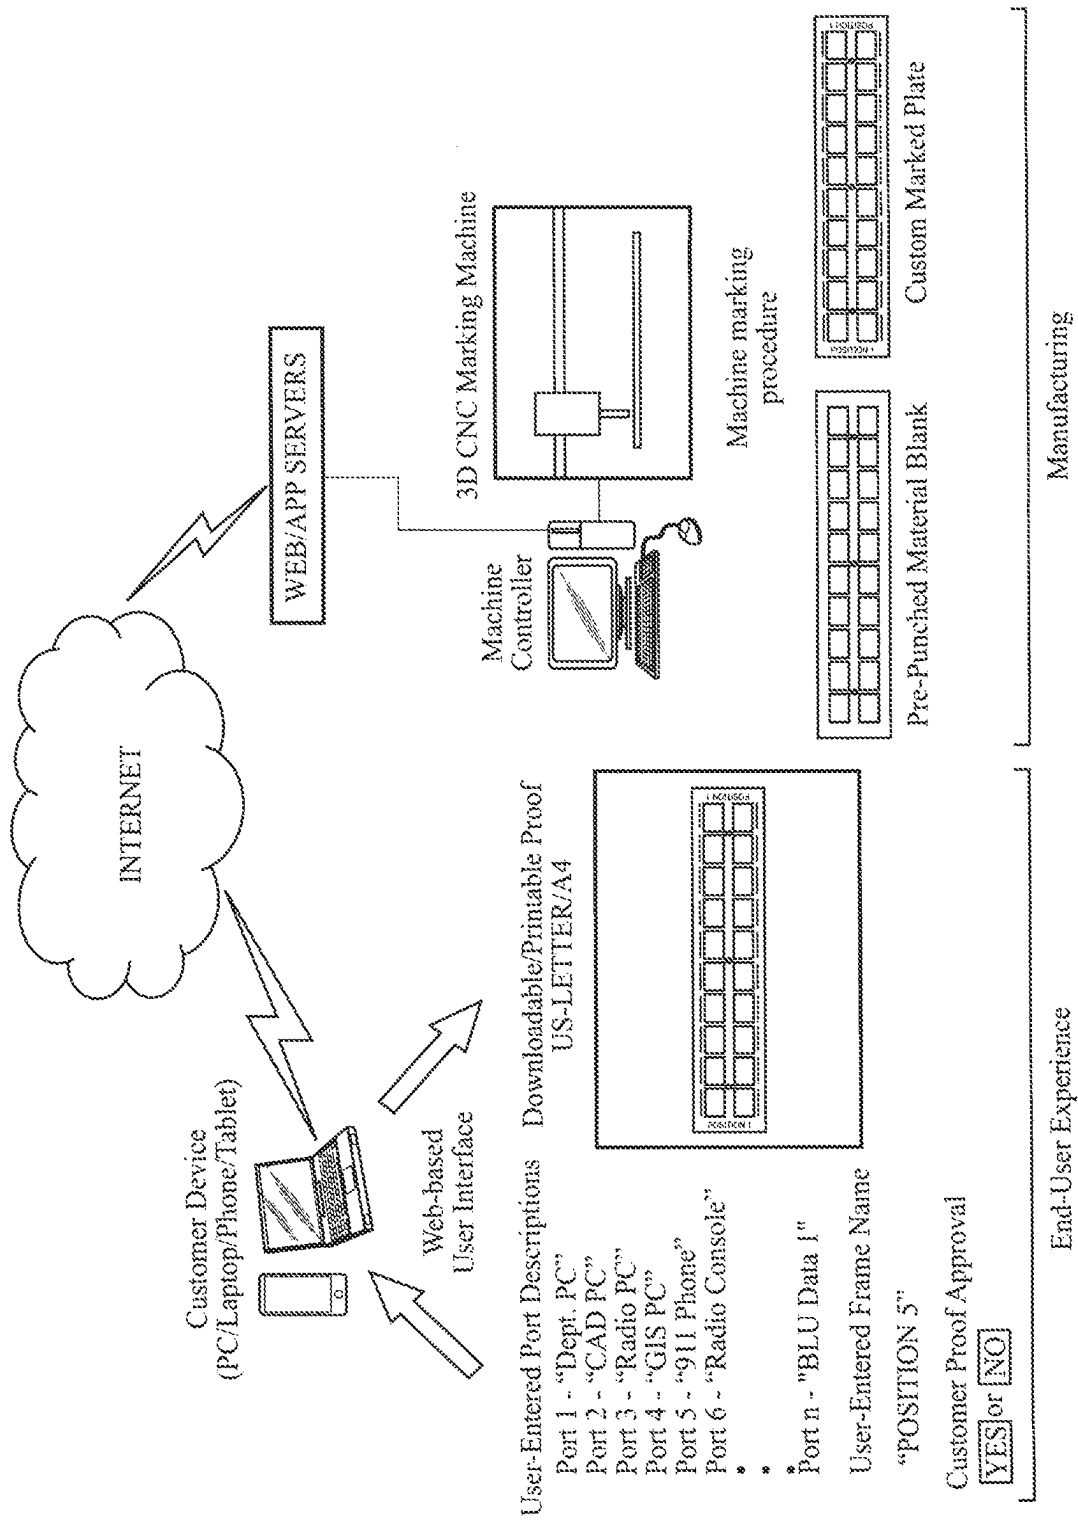 INTERNET
Customer Device
(PC/Laptop/Phone/Tablet)
WEB/APP SERVERS
Web-based
User Interface
Machine
Controller
3D CNC Marking Machine
User-Entered Port Descriptions
Port 1 - “Dept. PC”
Port 2 - “CAD PC”
Port 3 - “Radio PC”
Port 4 - “GIS PC”
Port 5 - “911 Phone”
Port 6 - “Radio Console”
Port n - "BLU Data 1"
User-Entered Frame Name
“POSITION 5”
Customer Proof Approval
YES or NO
Downloadable/Printable Proof
US-LETTER/A4
POSITION 1
Machine marking
procedure
Pre-Punched Material Blank
POSITION 1
Custom Marked Plate
End-User Experience
Manufacturing